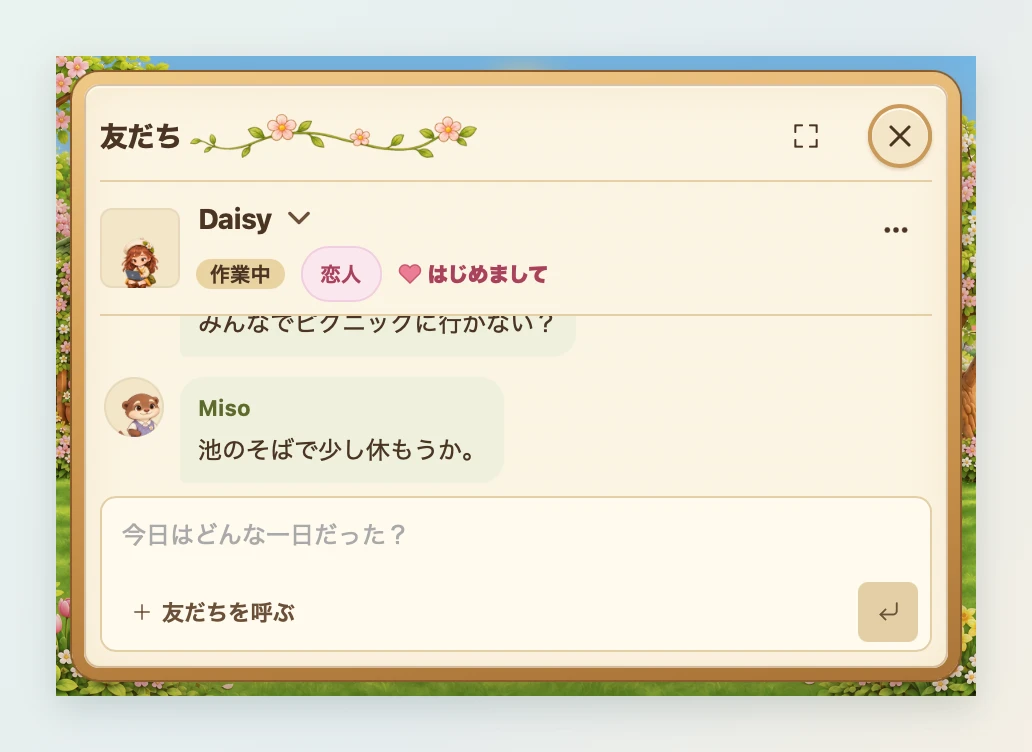 友だち
Daisy
作業中
恋人
はじめまして
みんなでピクニックに行かない？
Miso
池のそばで少し休もうか。
今日はどんな一日だった？
+ 友だちを呼ぶ